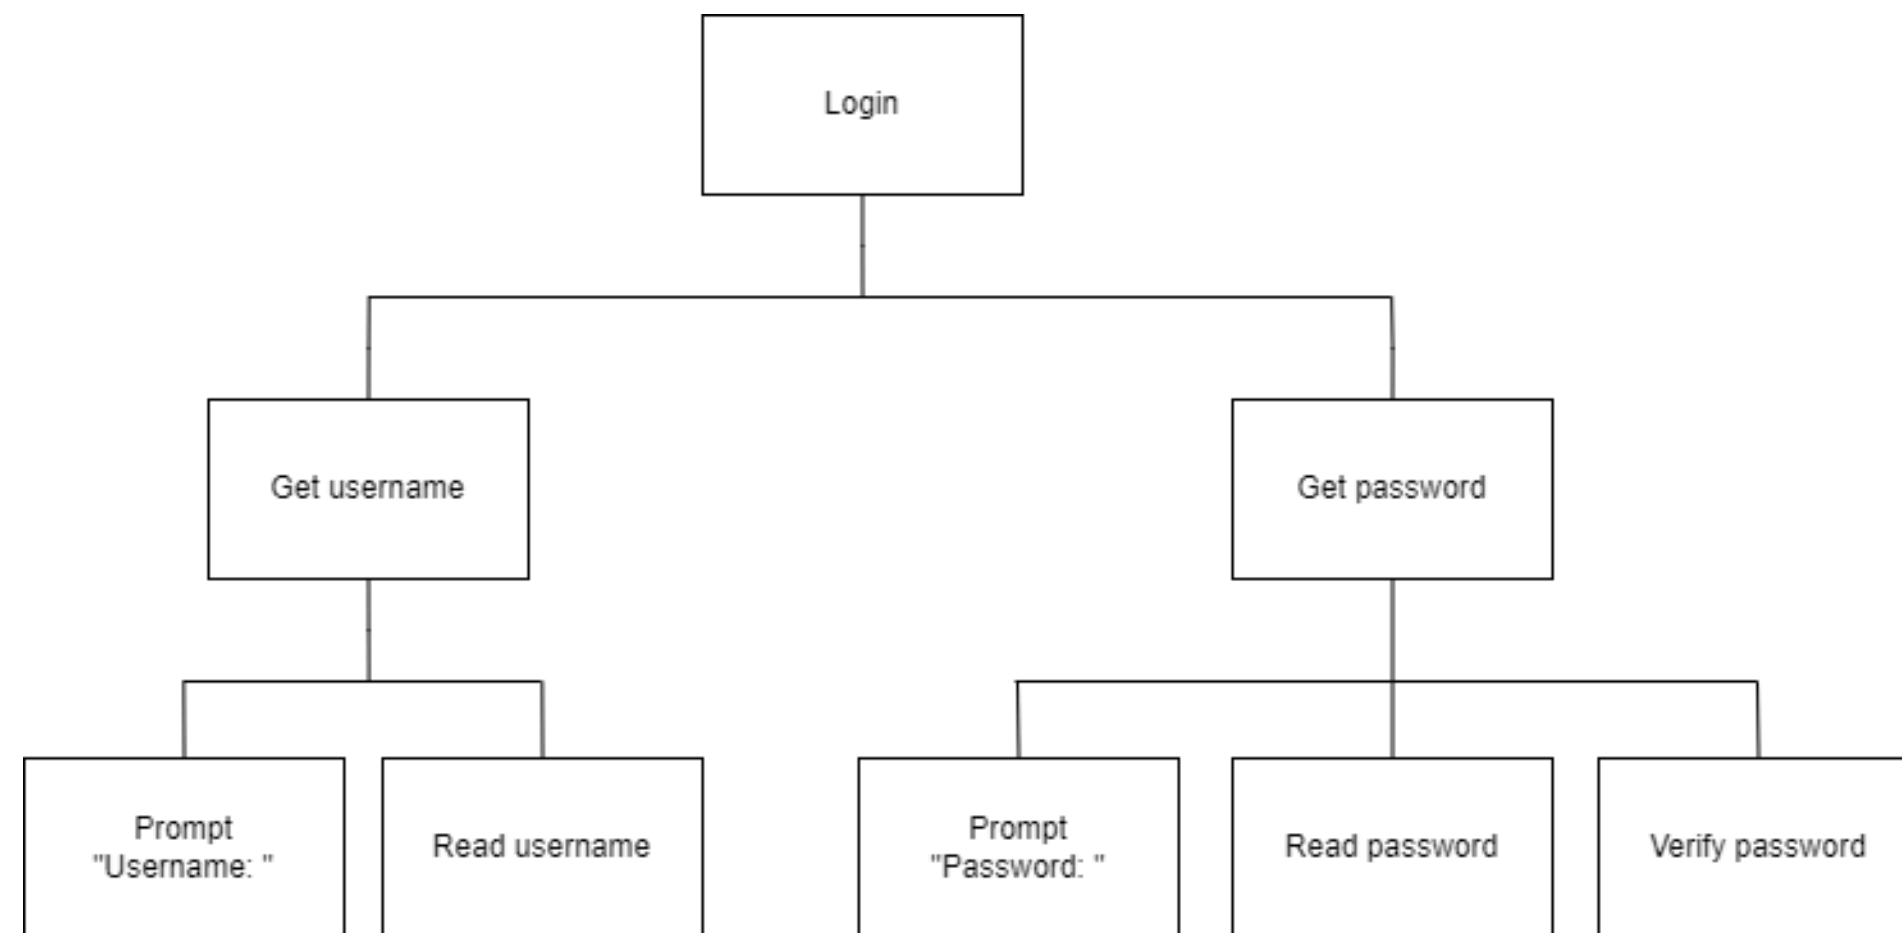 Login
Get username
Get password
Prompt
"Username: "
Read username
Prompt
"Password: "
Read password
Verify password